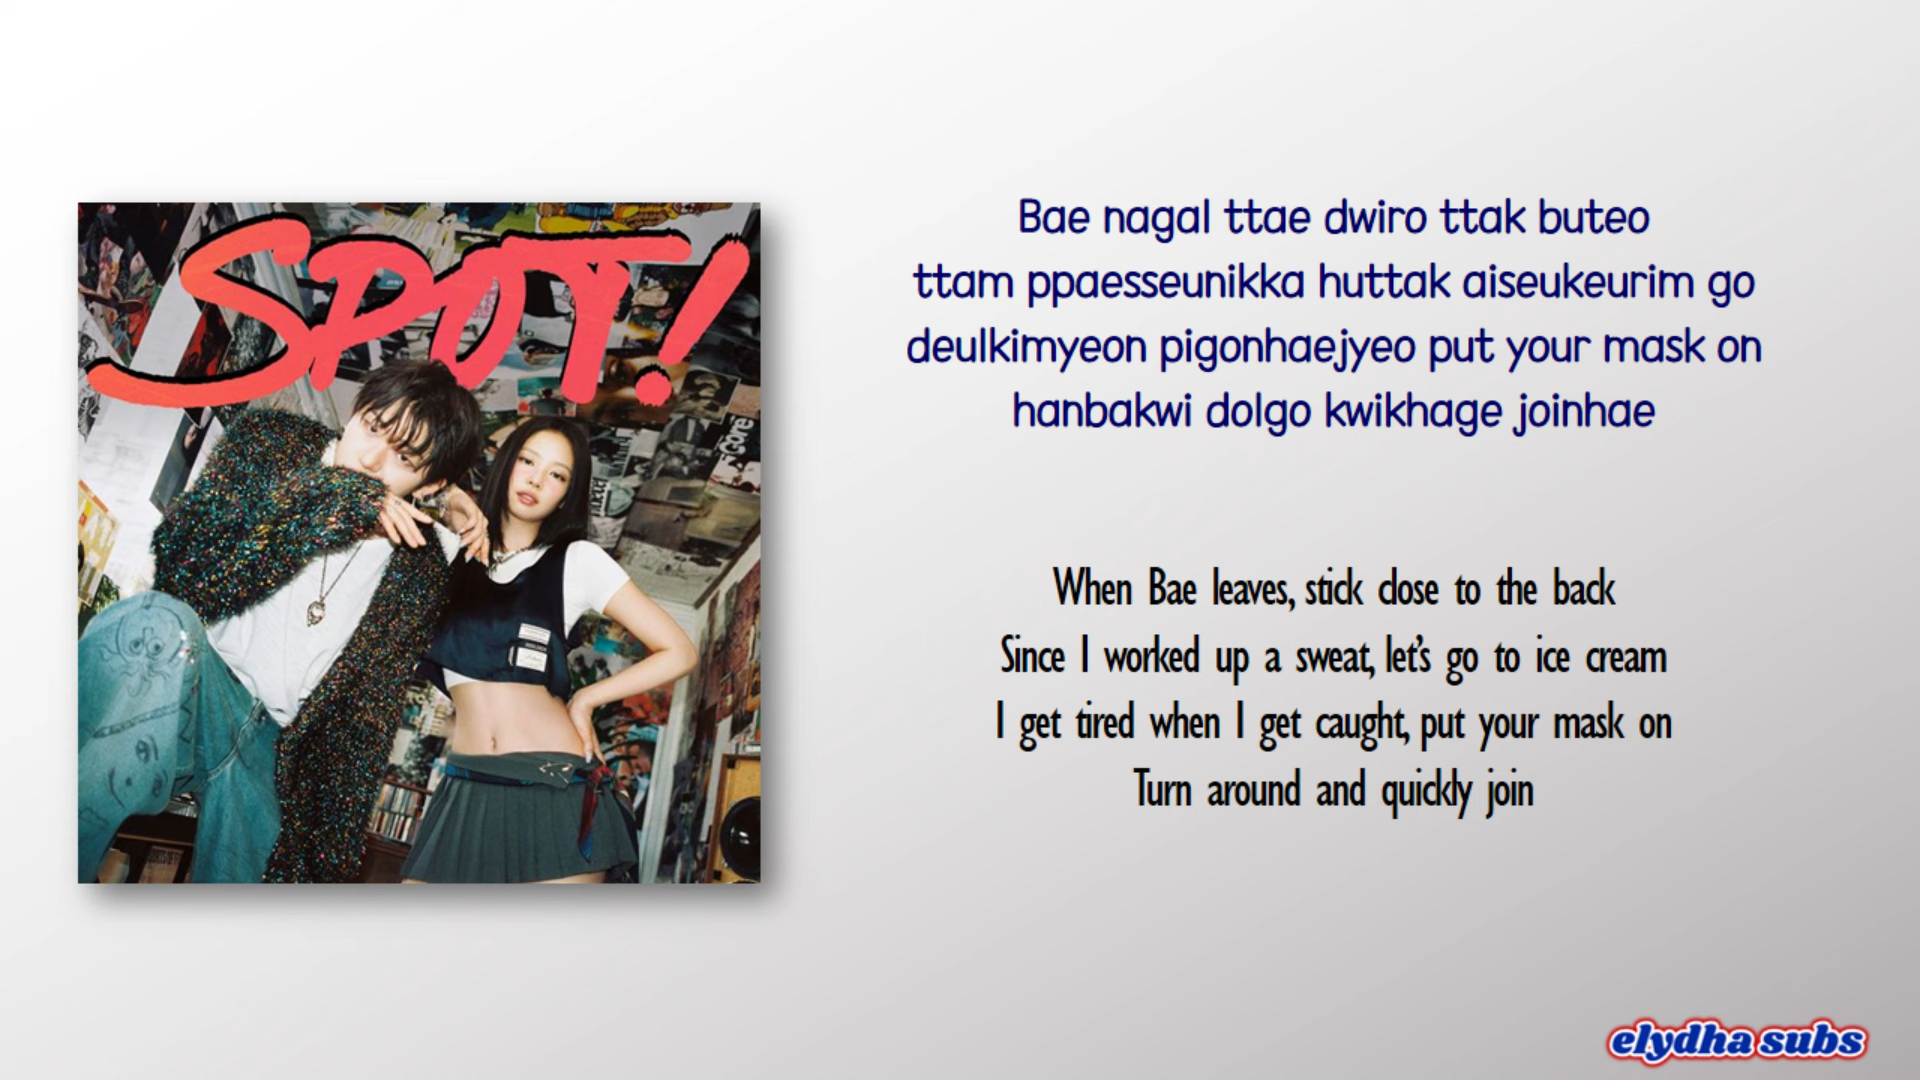 SPOT!
Gore
Bae nagal ttae dwiro ttak buteo
ttam ppaesseunikka huttak aiseukeurim go
deulkimyeon pigonhaejyeo put your mask on
hanbakwi dolgo kwikhage joinhae
When Bae leaves, stick close to the back
Since I worked up a sweat, let’s go to ice cream
I get tired when I get caught, put your mask on
Turn around and quickly join
elydha subs